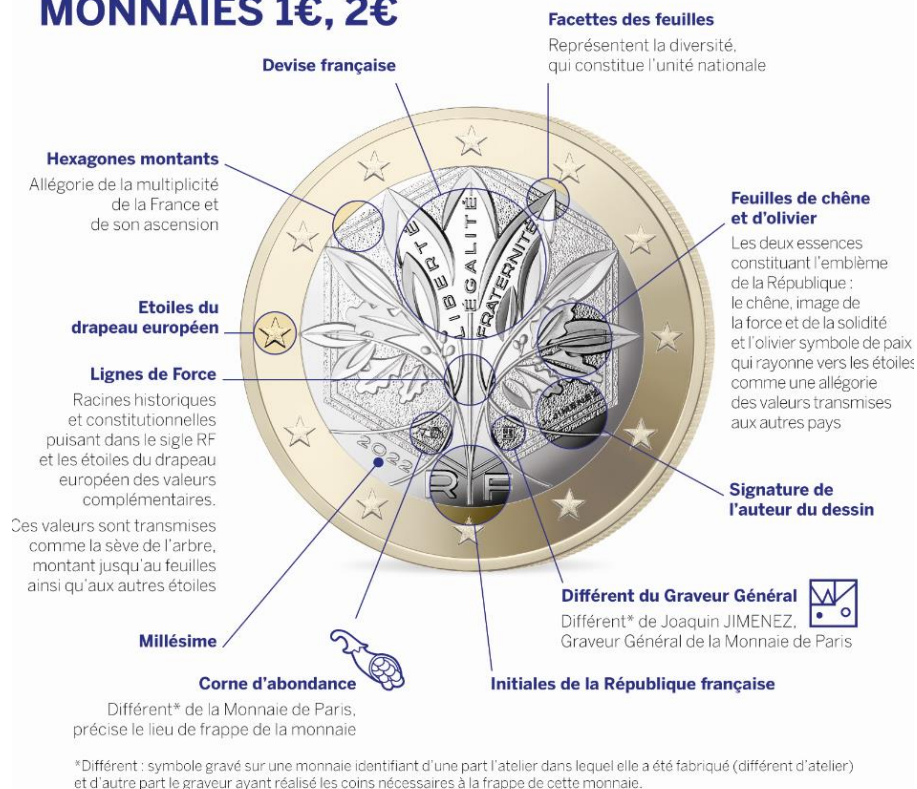 MONNAIES 1€, 2€
Facettes des feuilles
Représentent la diversité,
qui constitue l'unité nationale
Devise française
Hexagones montants
Allégorie de la multiplicité
de la France et
de son ascension
Feuilles de chêne
et d'olivier
Les deux essences
constituant l'emblème
de la République :
le chêne, image de
la force et de la solidité
et l'olivier symbole de paix
qui rayonne vers les étoiles
comme une allégorie
des valeurs transmises
aux autres pays
Etoiles du
drapeau européen
Lignes de Force
Racines historiques
et constitutionnelles
puisant dans le sigle RF
et les étoiles du drapeau
européen des valeurs
complémentaires.
Ces valeurs sont transmises
comme la sève de l'arbre,
montant jusqu'au feuilles
ainsi qu'aux autres étoiles
LIBERTÉ
ÉGALITÉ
FRATERNITÉ
JIMENEZ
2022
RF
Signature de
l'auteur du dessin
Différent du Graveur Général
Différent* de Joaquin JIMENEZ,
Graveur Général de la Monnaie de Paris
Millésime
Corne d'abondance
Différent* de la Monnaie de Paris,
précise le lieu de frappe de la monnaie
Initiales de la République française
*Différent : symbole gravé sur une monnaie identifiant d'une part l'atelier dans lequel elle a été fabriqué (différent d'atelier)
et d'autre part le graveur ayant réalisé les coins nécessaires à la frappe de cette monnaie.